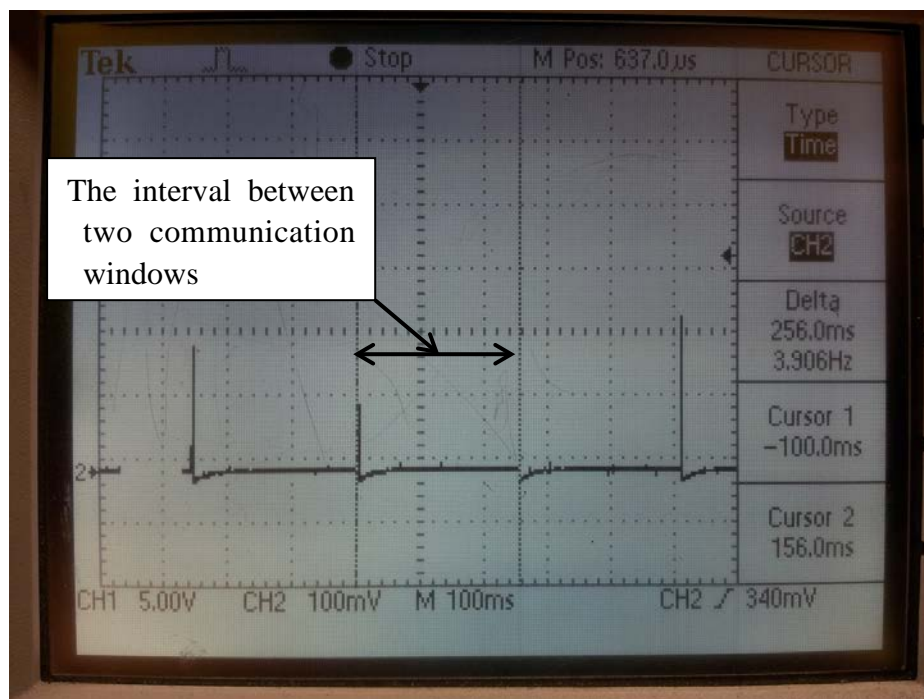 Tek Stop M Pos: 637.0µs CURSOR
Type
Time
The interval between
two communication
windows
Source
CH2
Delta
256.0ms
3.906Hz
Cursor 1
-100.0ms
2
Cursor 2
156.0ms
CH1 5.00V CH2 100mV M 100ms CH2 340mV